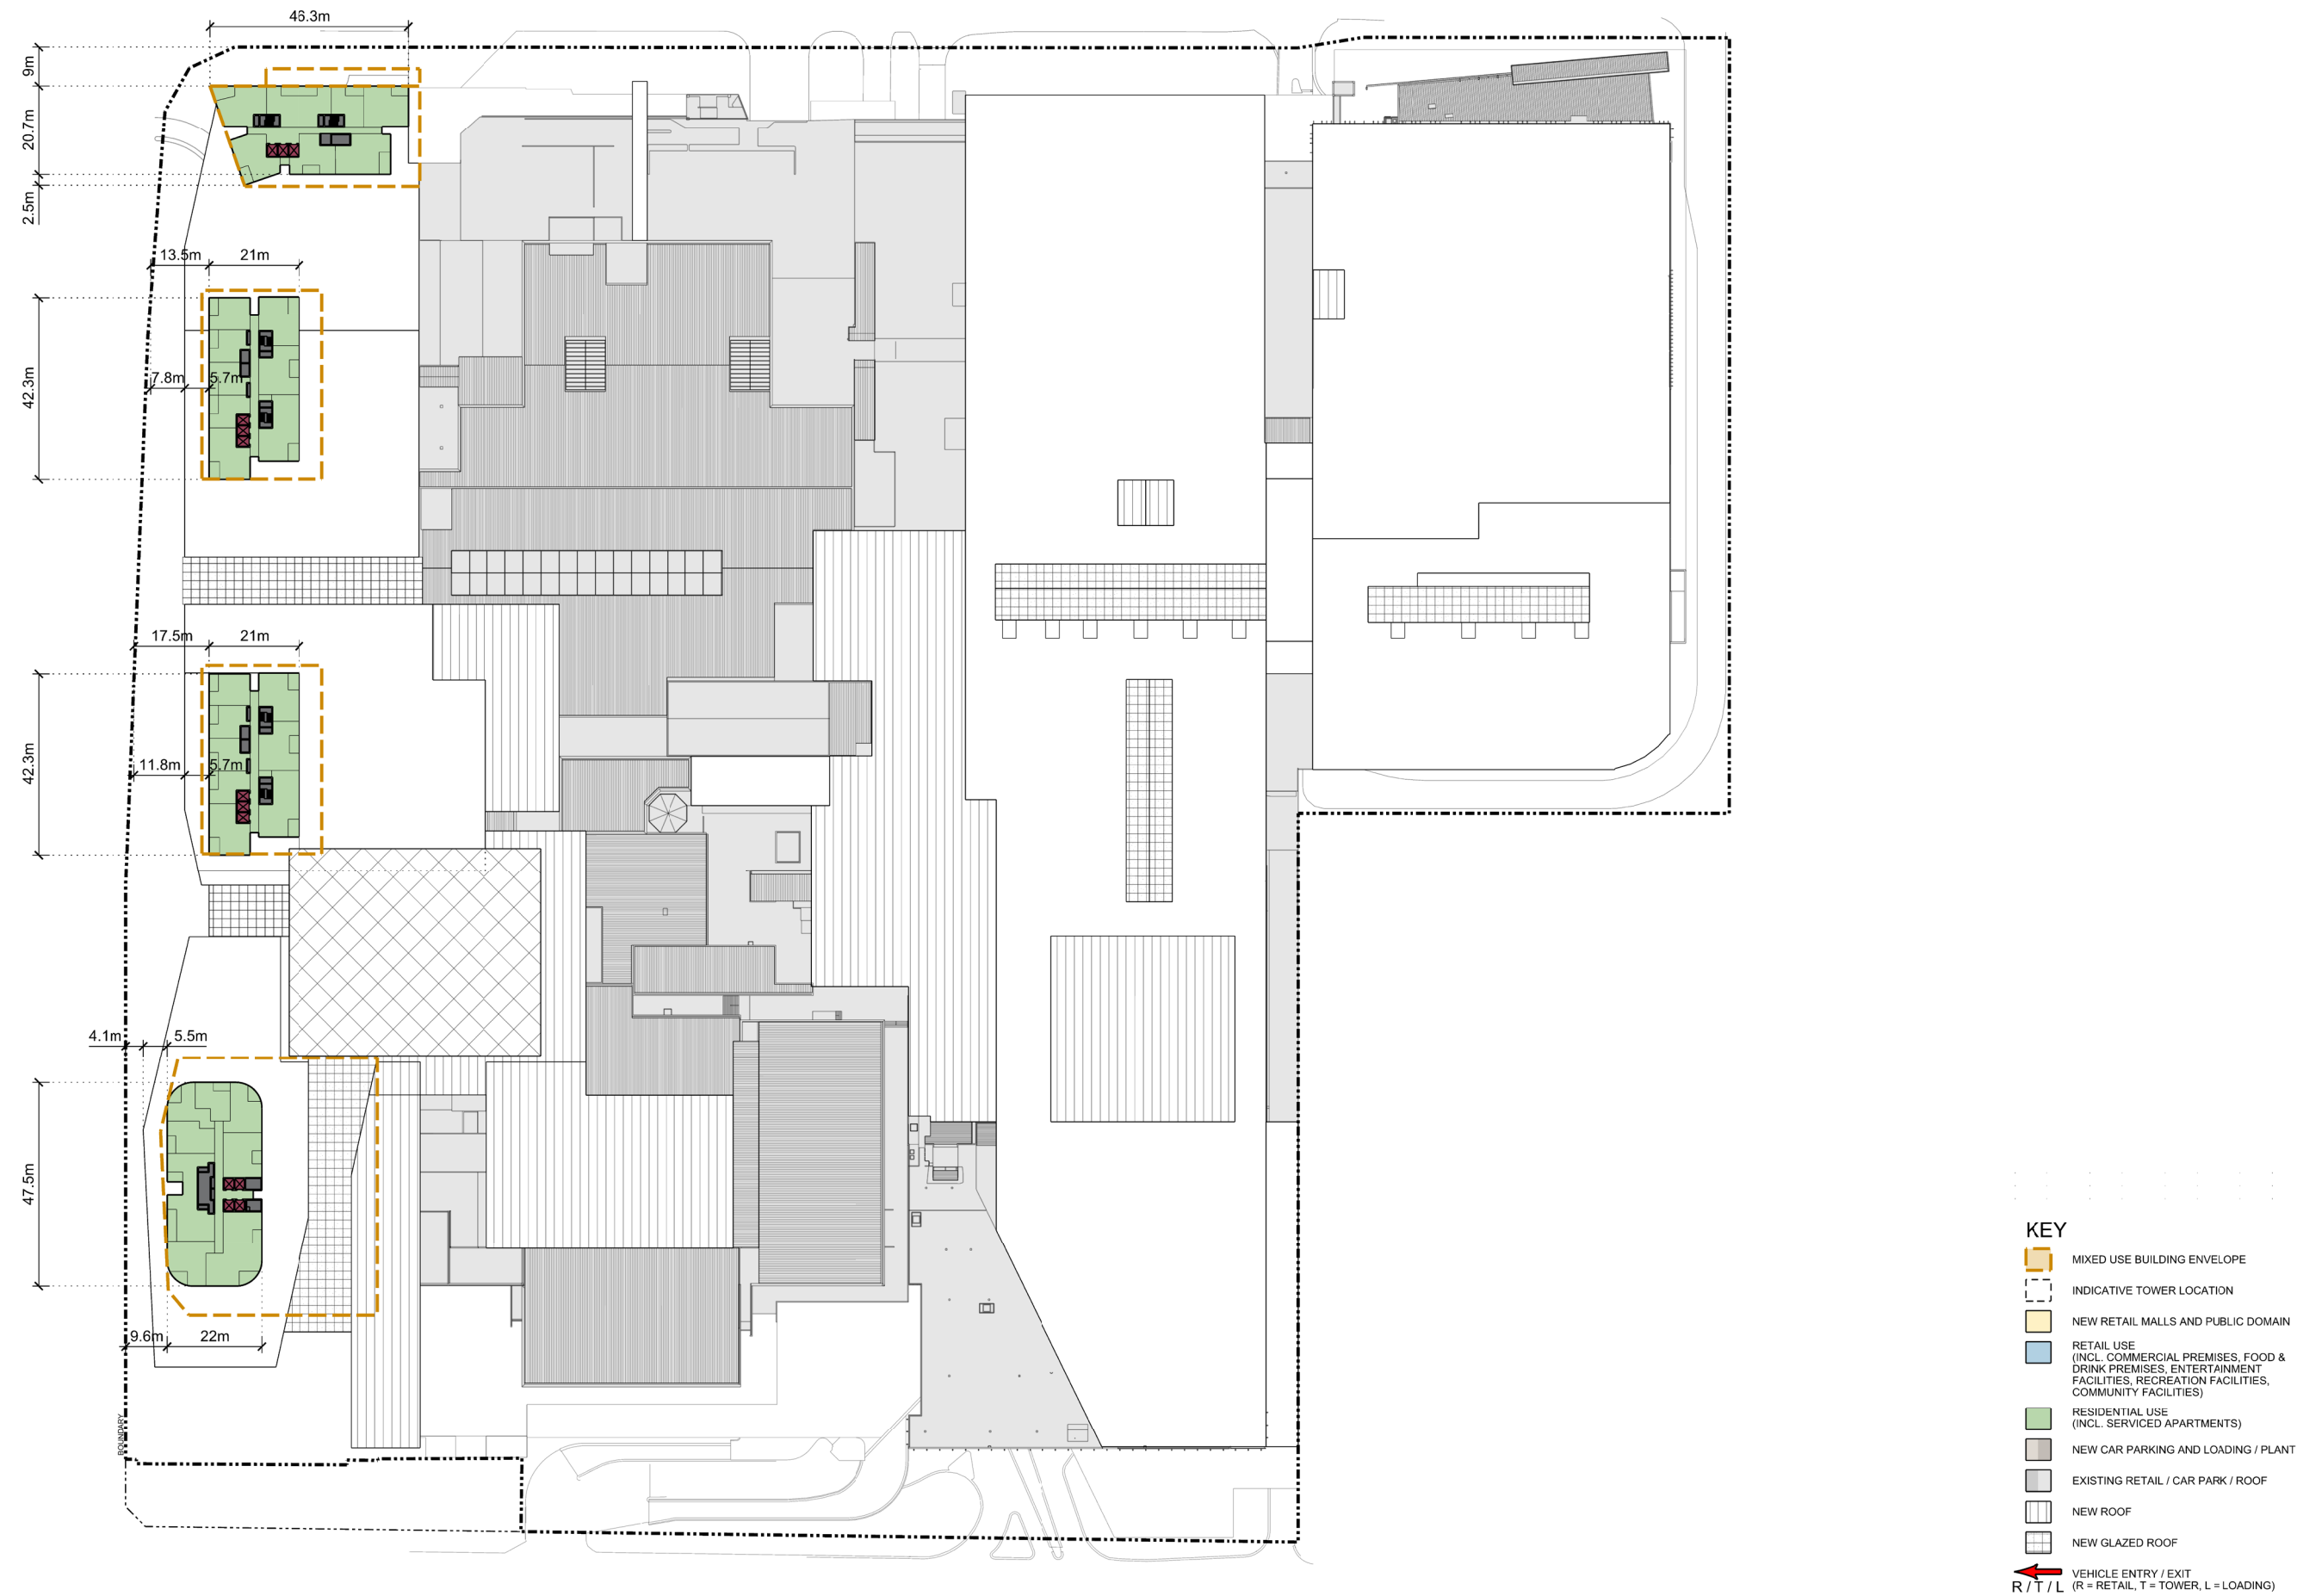 46.3m
9m
20.7m
2.5m
13.5m
21m
42.3m
7.8m
5.7m
17.5m
21m
42.3m
11.8m
5.7m
4.1m
5.5m
47.5m
9.6m
22m
BOUNDARY
KEY
MIXED USE BUILDING ENVELOPE
INDICATIVE TOWER LOCATION
NEW RETAIL MALLS AND PUBLIC DOMAIN
RETAIL USE
(INCL. COMMERCIAL PREMISES, FOOD &
DRINK PREMISES, ENTERTAINMENT
FACILITIES, RECREATION FACILITIES,
COMMUNITY FACILITIES)
RESIDENTIAL USE
(INCL. SERVICED APARTMENTS)
NEW CAR PARKING AND LOADING / PLANT
EXISTING RETAIL / CAR PARK / ROOF
NEW ROOF
NEW GLAZED ROOF
VEHICLE ENTRY / EXIT
R / T / L (R = RETAIL, T = TOWER, L = LOADING)